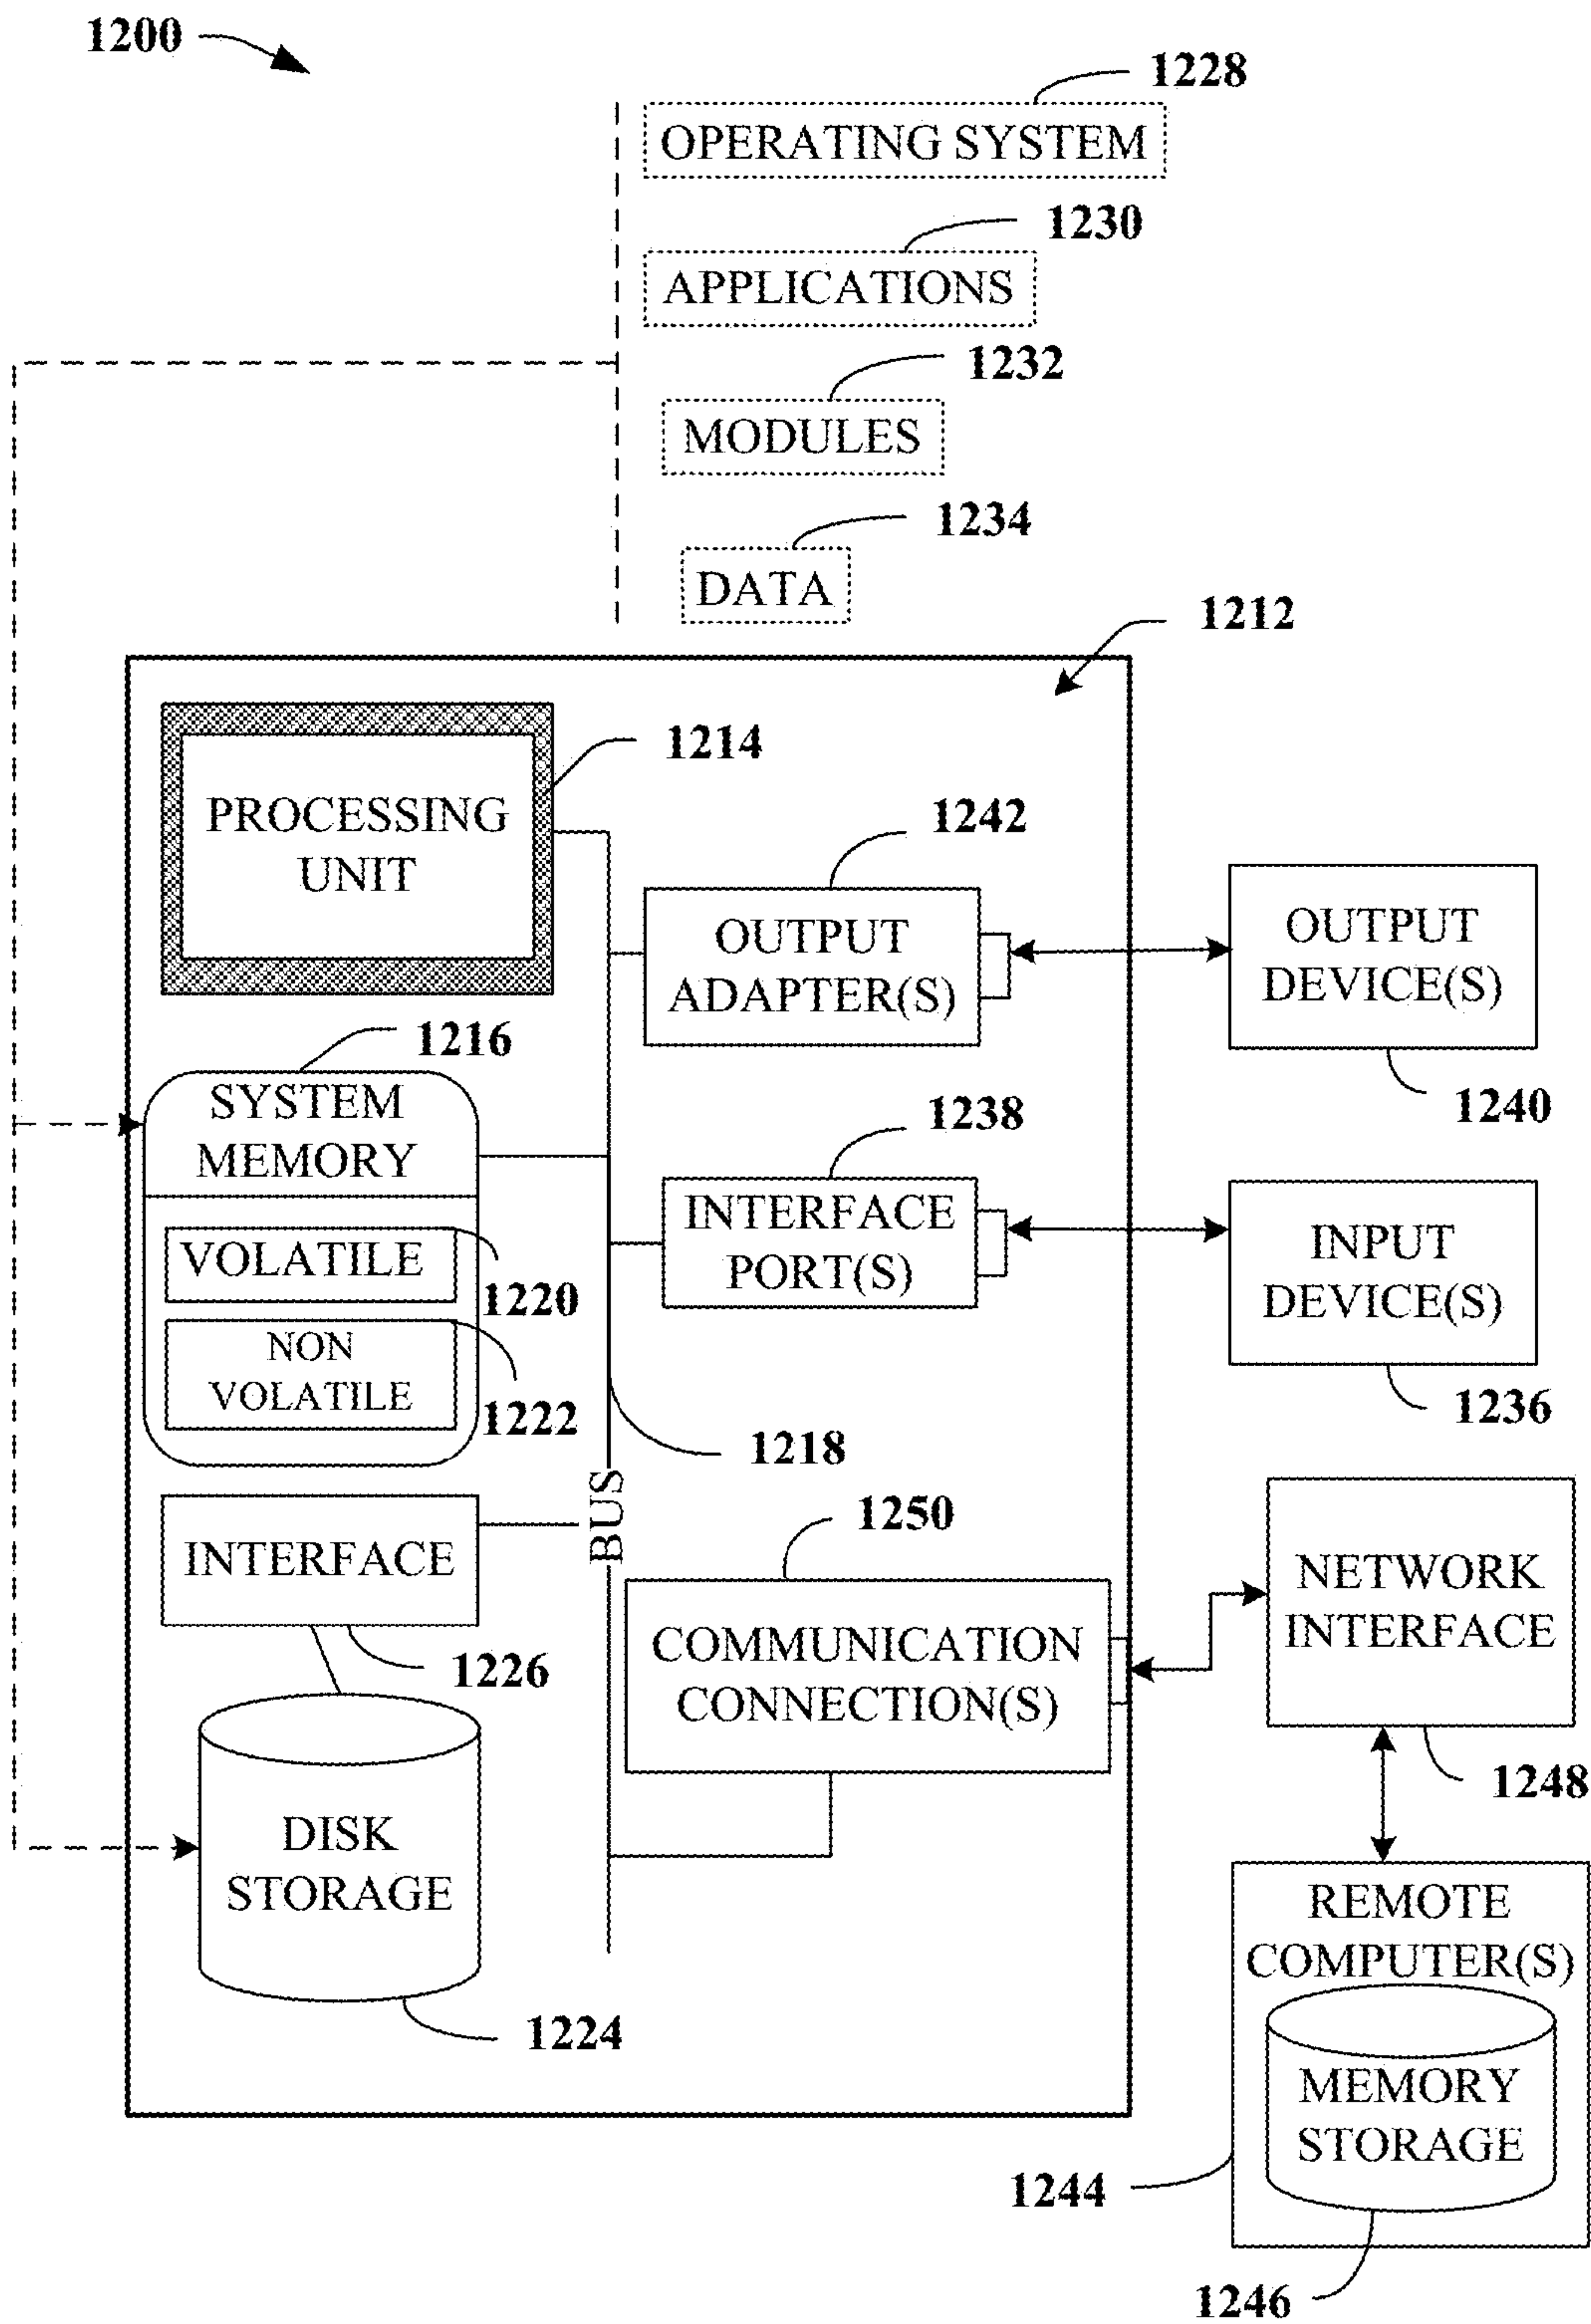 1200
1228
OPERATING SYSTEM
1230
APPLICATIONS
1232
MODULES
1234
DATA
1212
1214
PROCESSING
UNIT
1242
OUTPUT
ADAPTER(S)
OUTPUT
DEVICE(S)
1240
1216
SYSTEM
MEMORY
VOLATILE
1220
NON
VOLATILE
1222
1238
INTERFACE
PORT(S)
INPUT
DEVICE(S)
1236
1218
BUS
INTERFACE
1226
1250
COMMUNICATION
CONNECTION(S)
NETWORK
INTERFACE
1248
DISK
STORAGE
1224
REMOTE
COMPUTER(S)
MEMORY
STORAGE
1244
1246